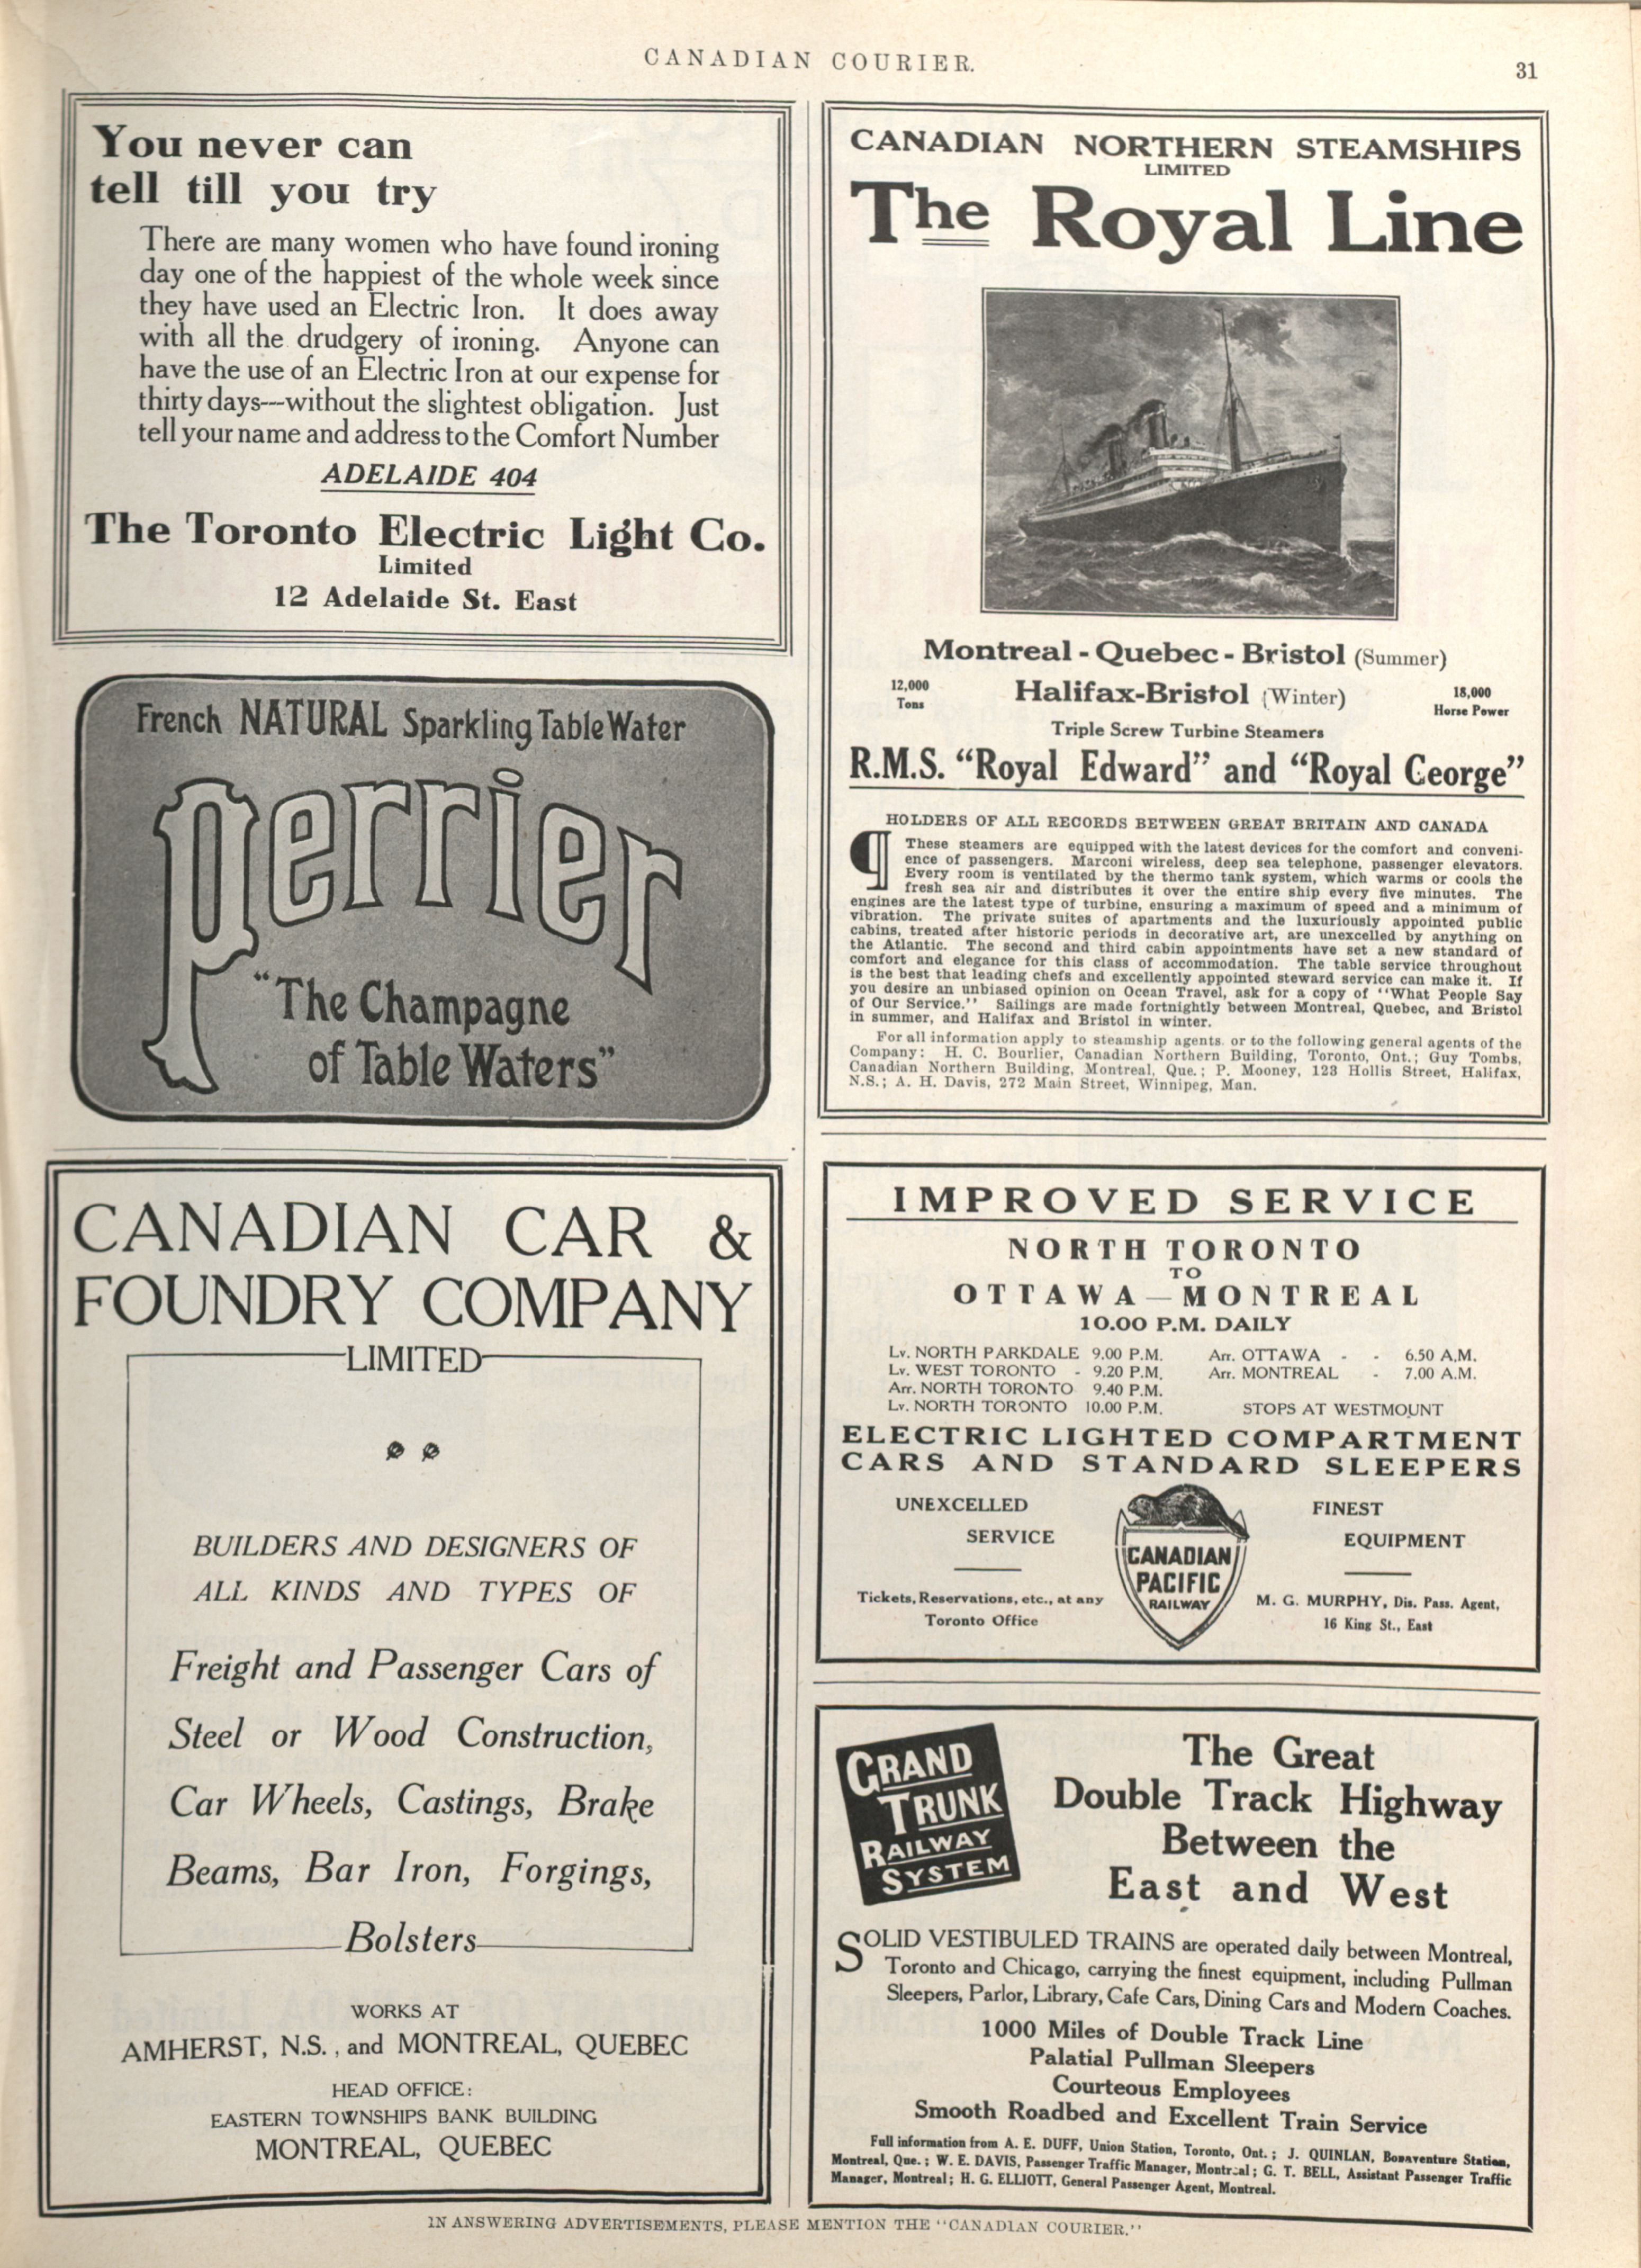 CANADIAN COURIER.
31
You never can
tell till you try
There are many women who have found ironing
day one of the happiest of the whole week since
they have used an Electric Iron. It does away
with all the drudgery of ironing. Anyone can
have the use of an Electric Iron at our expense for
thirty days---without the slightest obligation. Just
tell your name and address to the Comfort Number
ADELAIDE 404
The Toronto Electric Light Co.
Limited
12 Adelaide St. East
French NATURAL Sparkling Table Water
Perrier
"The Champagne
of Table Waters"
CANADIAN CAR &
FOUNDRY COMPANY
LIMITED
BUILDERS AND DESIGNERS OF
ALL KINDS AND TYPES OF
Freight and Passenger Cars of
Steel or Wood Construction,
Car Wheels, Castings, Brake
Beams, Bar Iron, Forgings,
Bolsters
WORKS AT
AMHERST, N.S., and MONTREAL, QUEBEC
HEAD OFFICE:
EASTERN TOWNSHIPS BANK BUILDING
MONTREAL, QUEBEC
CANADIAN NORTHERN STEAMSHIPS
LIMITED
The Royal Line
Montreal - Quebec - Bristol (Summer)
12,000
Tons
Halifax-Bristol (Winter)
18,000
Horse Power
Triple Screw Turbine Steamers
R.M.S. "Royal Edward" and "Royal George"
HOLDERS OF ALL RECORDS BETWEEN GREAT BRITAIN AND CANADA
¶ These steamers are equipped with the latest devices for the comfort and conveni-
ence of passengers. Marconi wireless, deep sea telephone, passenger elevators.
Every room is ventilated by the thermo tank system, which warms or cools the
fresh sea air and distributes it over the entire ship every five minutes. The
engines are the latest type of turbine, ensuring a maximum of speed and a minimum of
vibration. The private suites of apartments and the luxuriously appointed public
cabins, treated after historic periods in decorative art, are unexcelled by anything on
the Atlantic. The second and third cabin appointments have set a new standard of
comfort and elegance for this class of accommodation. The table service throughout
is the best that leading chefs and excellently appointed steward service can make it. If
you desire an unbiased opinion on Ocean Travel, ask for a copy of "What People Say
of Our Service." Sailings are made fortnightly between Montreal, Quebec, and Bristol
in summer, and Halifax and Bristol in winter.
For all information apply to steamship agents or to the following general agents of the
Company: H. C. Bourlier, Canadian Northern Building, Toronto, Ont.; Guy Tombs,
Canadian Northern Building, Montreal, Que.; P. Mooney, 123 Hollis Street, Halifax,
N.S.; A. H. Davis, 272 Main Street, Winnipeg, Man.
IMPROVED SERVICE
NORTH TORONTO
TO
OTTAWA—MONTREAL
10.00 P.M. DAILY
Lv. NORTH PARKDALE 9.00 P.M. Arr. OTTAWA - - 6.50 A.M.
Lv. WEST TORONTO - 9.20 P.M. Arr. MONTREAL - 7.00 A.M.
Arr. NORTH TORONTO 9.40 P.M.
Lv. NORTH TORONTO 10.00 P.M. STOPS AT WESTMOUNT
ELECTRIC LIGHTED COMPARTMENT
CARS AND STANDARD SLEEPERS
UNEXCELLED
SERVICE
Tickets, Reservations, etc., at any
Toronto Office
CANADIAN
PACIFIC
RAILWAY
FINEST
EQUIPMENT
M. G. MURPHY, Dis. Pass. Agent,
16 King St., East
GRAND
TRUNK
RAILWAY
SYSTEM
The Great
Double Track Highway
Between the
East and West
SOLID VESTIBULED TRAINS are operated daily between Montreal,
Toronto and Chicago, carrying the finest equipment, including Pullman
Sleepers, Parlor, Library, Cafe Cars, Dining Cars and Modern Coaches.
1000 Miles of Double Track Line
Palatial Pullman Sleepers
Courteous Employees
Smooth Roadbed and Excellent Train Service
Full information from A. E. DUFF, Union Station, Toronto, Ont.; J. QUINLAN, Bonaventure Station,
Montreal, Que.; W. E. DAVIS, Passenger Traffic Manager, Montreal; G. T. BELL, Assistant Passenger Traffic
Manager, Montreal; H. G. ELLIOTT, General Passenger Agent, Montreal.
IN ANSWERING ADVERTISEMENTS, PLEASE MENTION THE "CANADIAN COURIER."